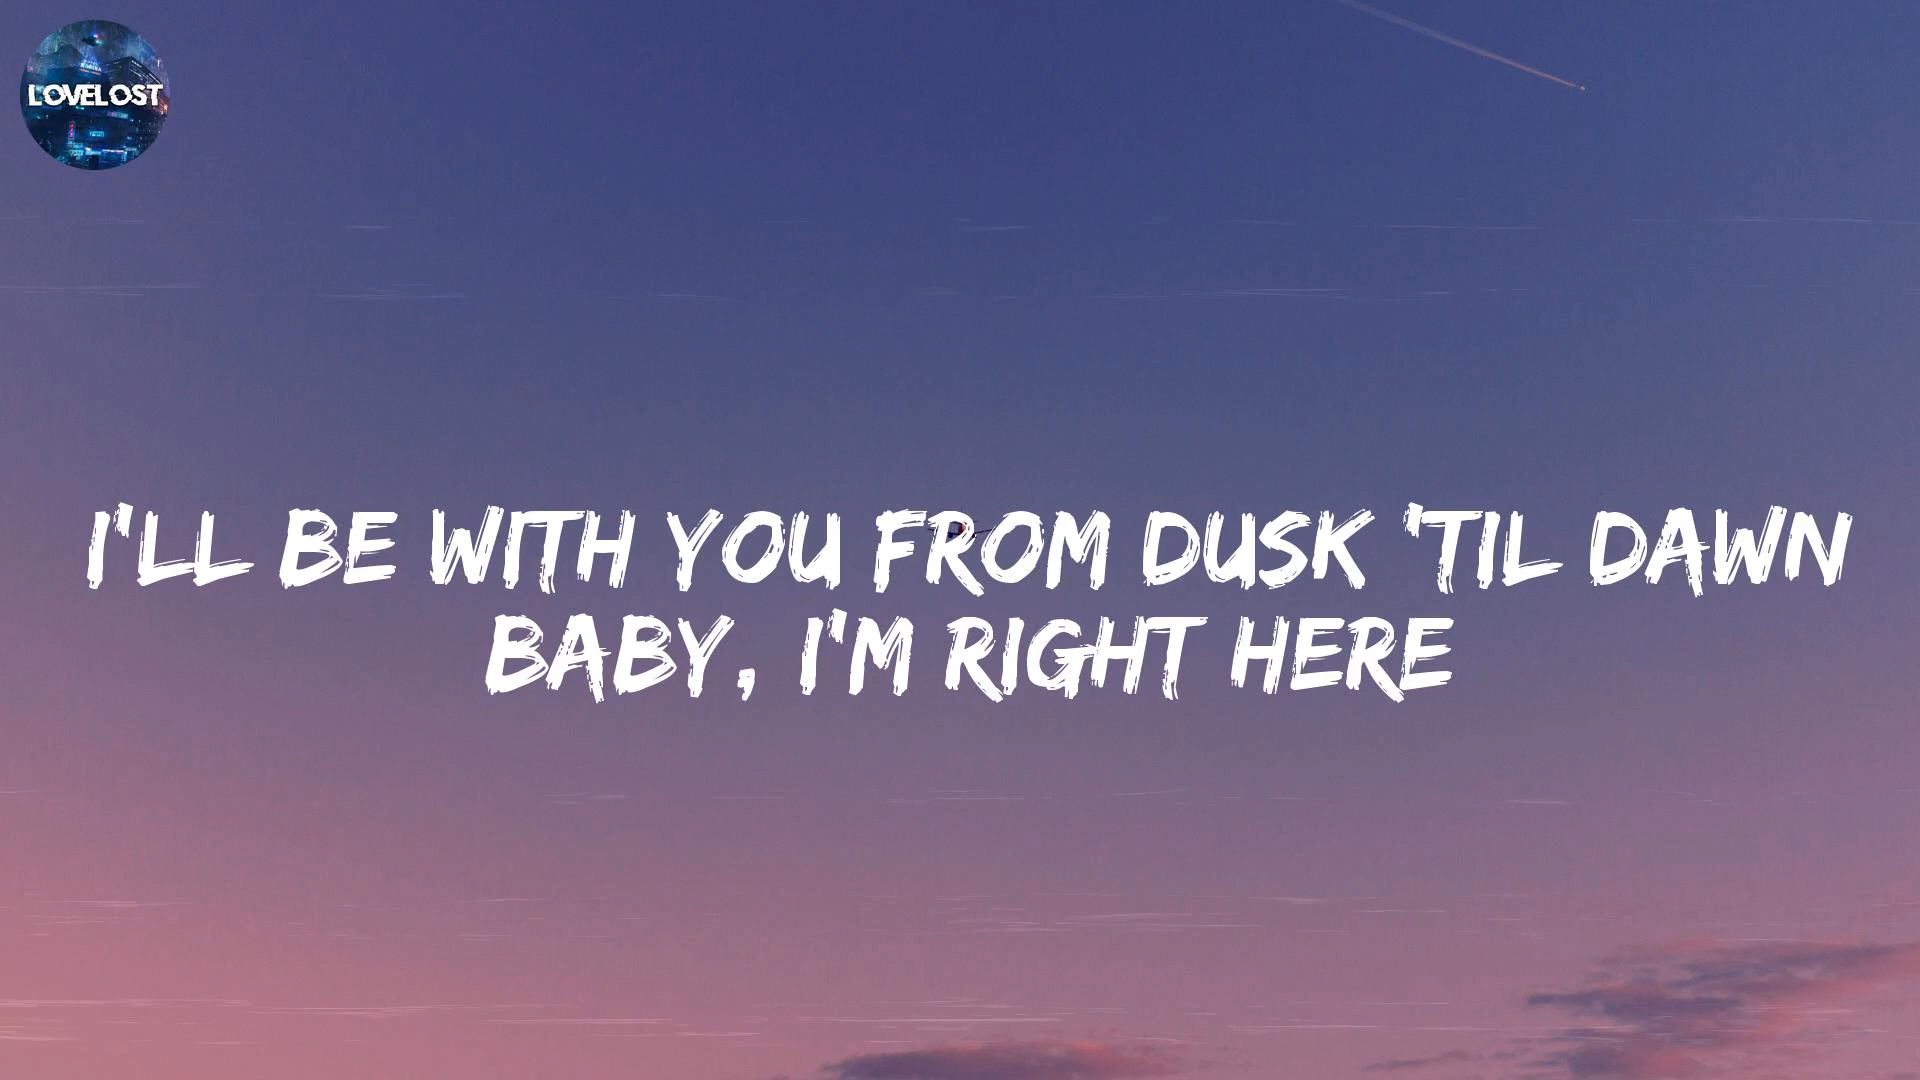 LOVELOST
I'LL BE WITH YOU FROM DUSK 'TIL DAWN
BABY, I'M RIGHT HERE